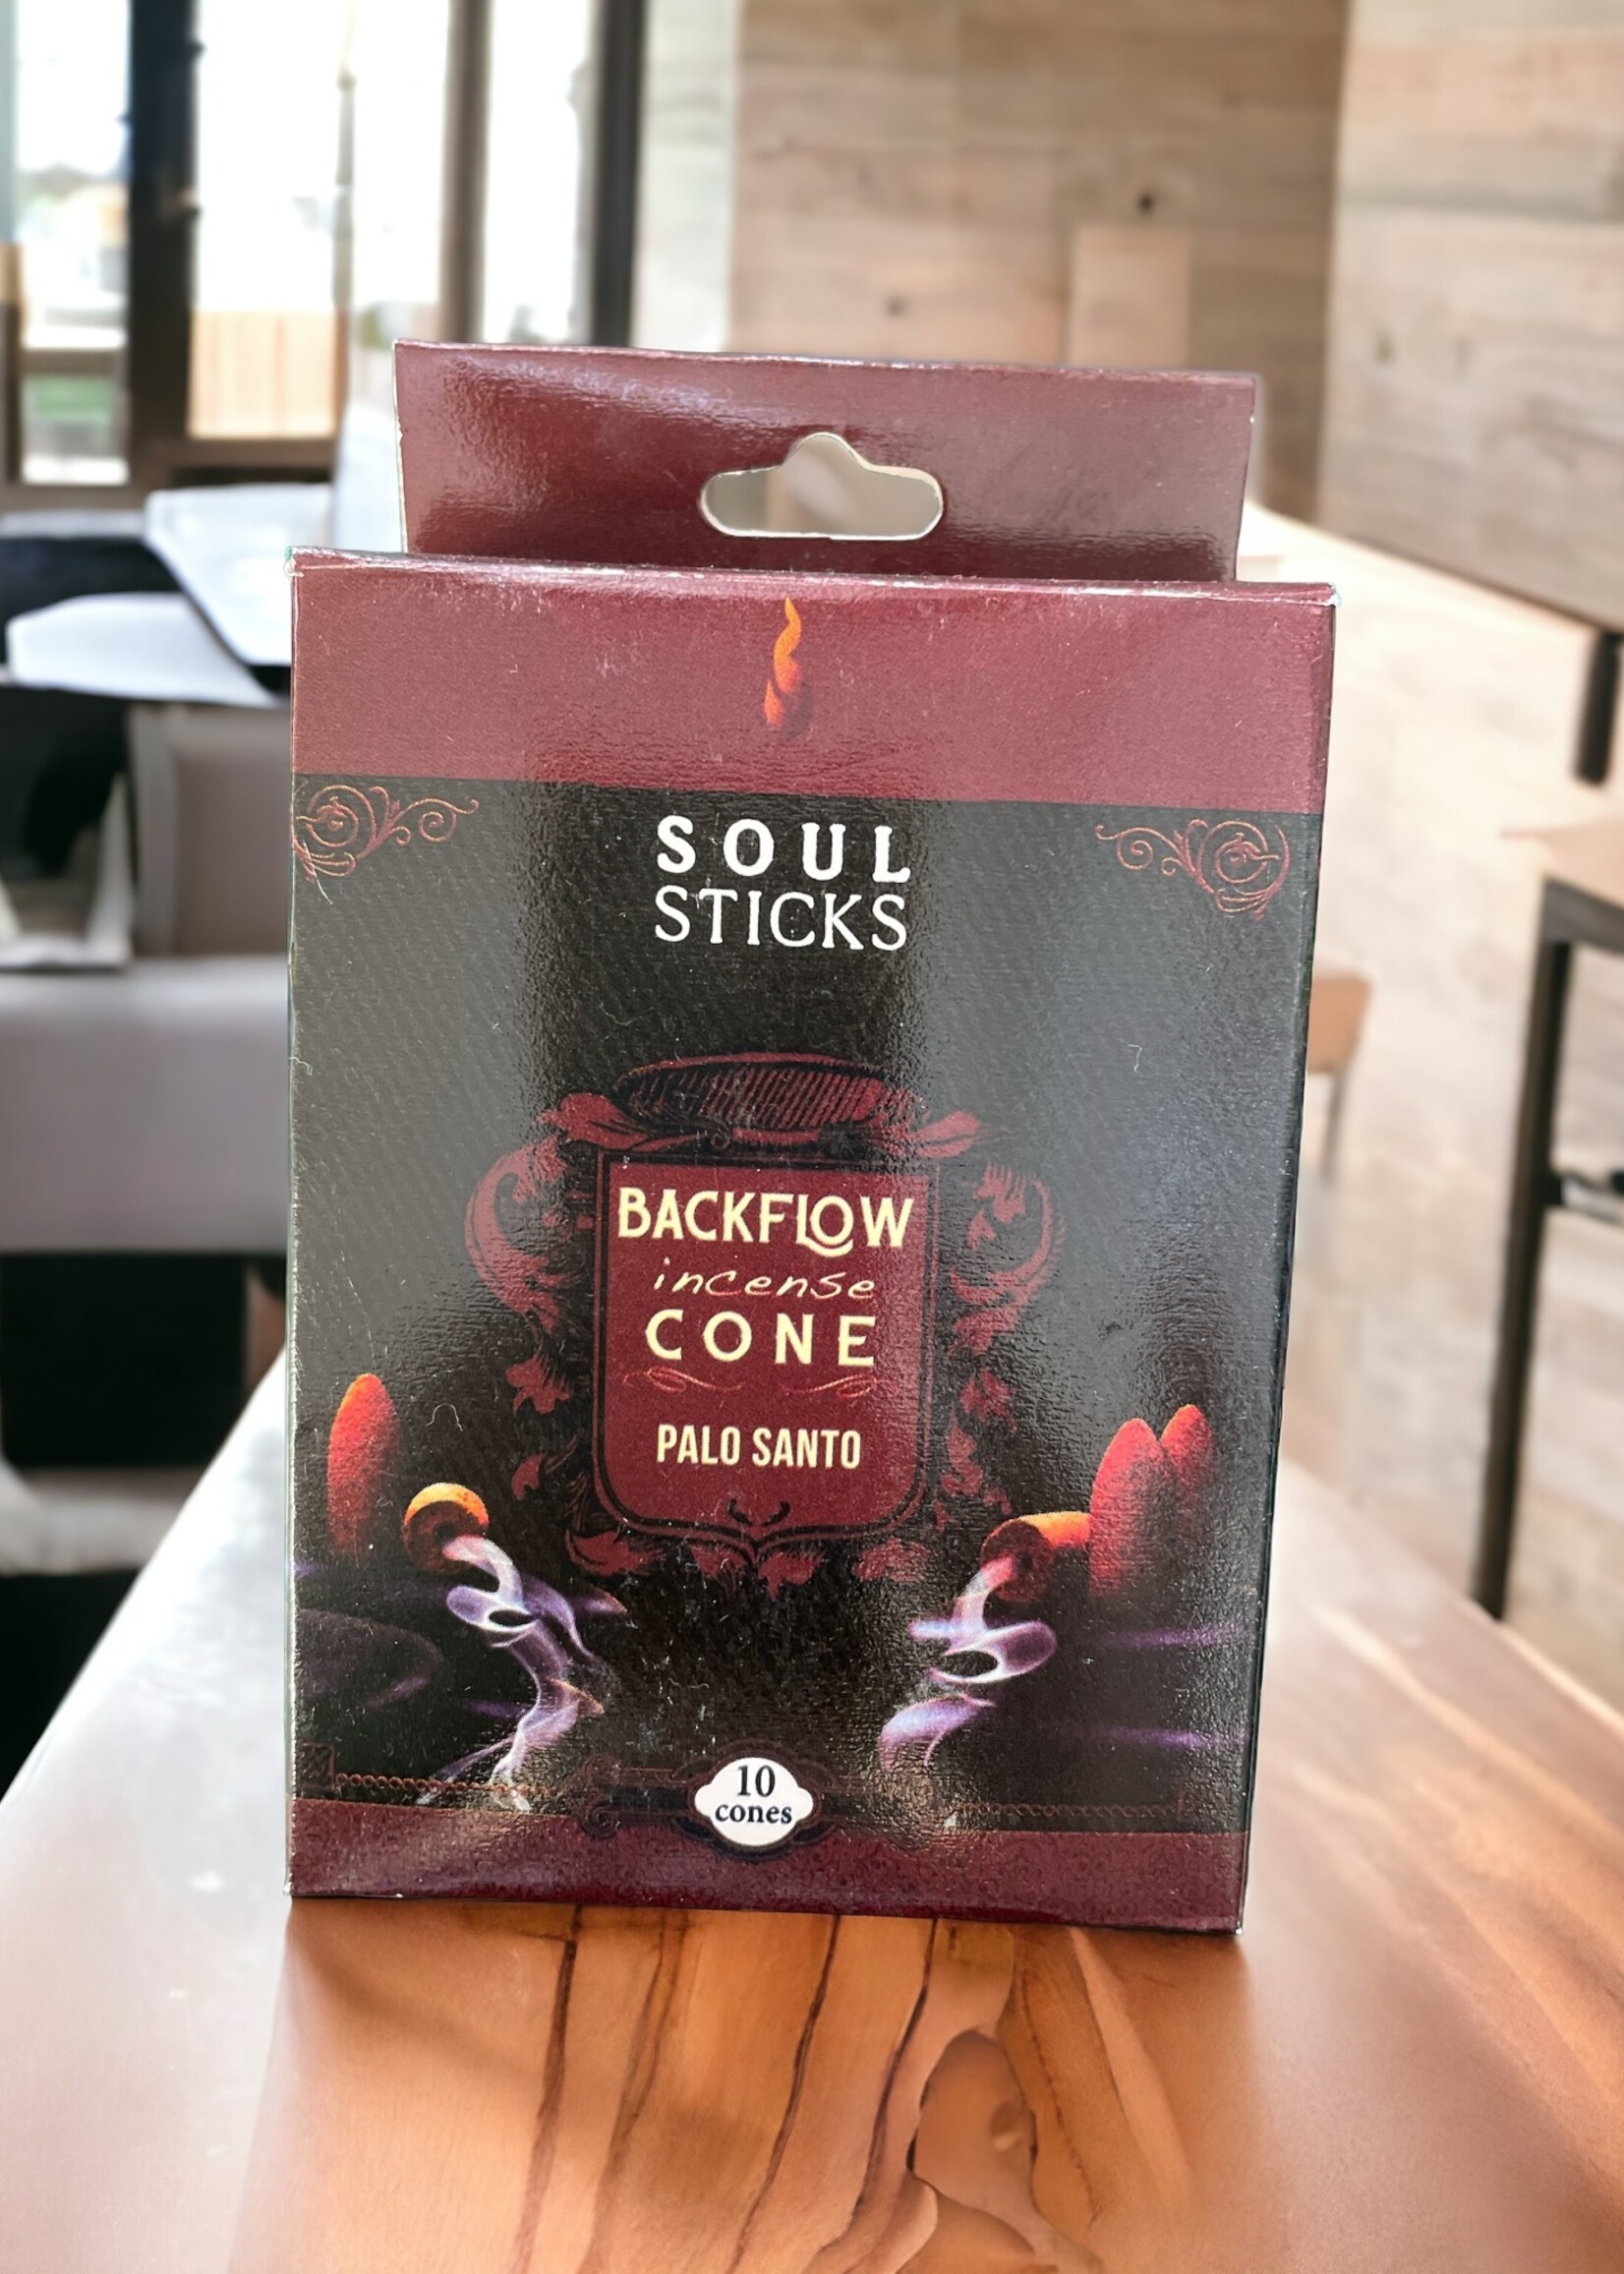 SOUL
STICKS
BACKFLOW
incense
CONE
PALO SANTO
10
cones